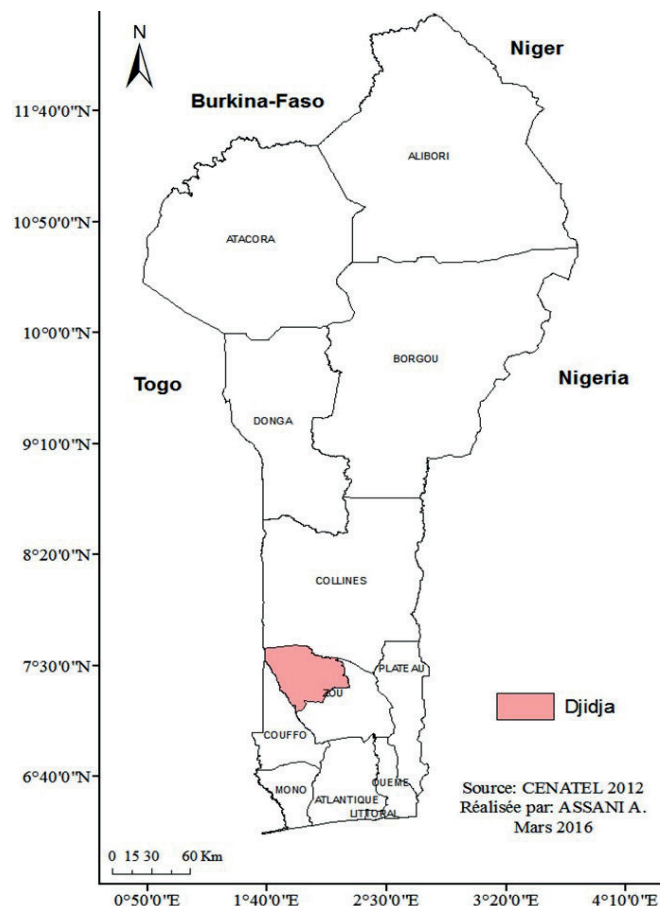 N
Niger
Burkina-Faso
11°40'0"N
ALIBORI
10°50'0"N
ATACORA
10°0'0"N
BORGOU
Togo
Nigeria
DONGA
9°10'0"N
8°20'0"N
COLLINES
7°30'0"N
PLATEAU
ZOU
Djidja
COUFFO
6°40'0"N
OUEME
MONO
ATLANTIQUE
LITTORAL
Source: CENATEL 2012
Réalisée par: ASSANI A.
Mars 2016
0 15 30 60 Km
0°50'0"E 1°40'0"E 2°30'0"E 3°20'0"E 4°10'0"E